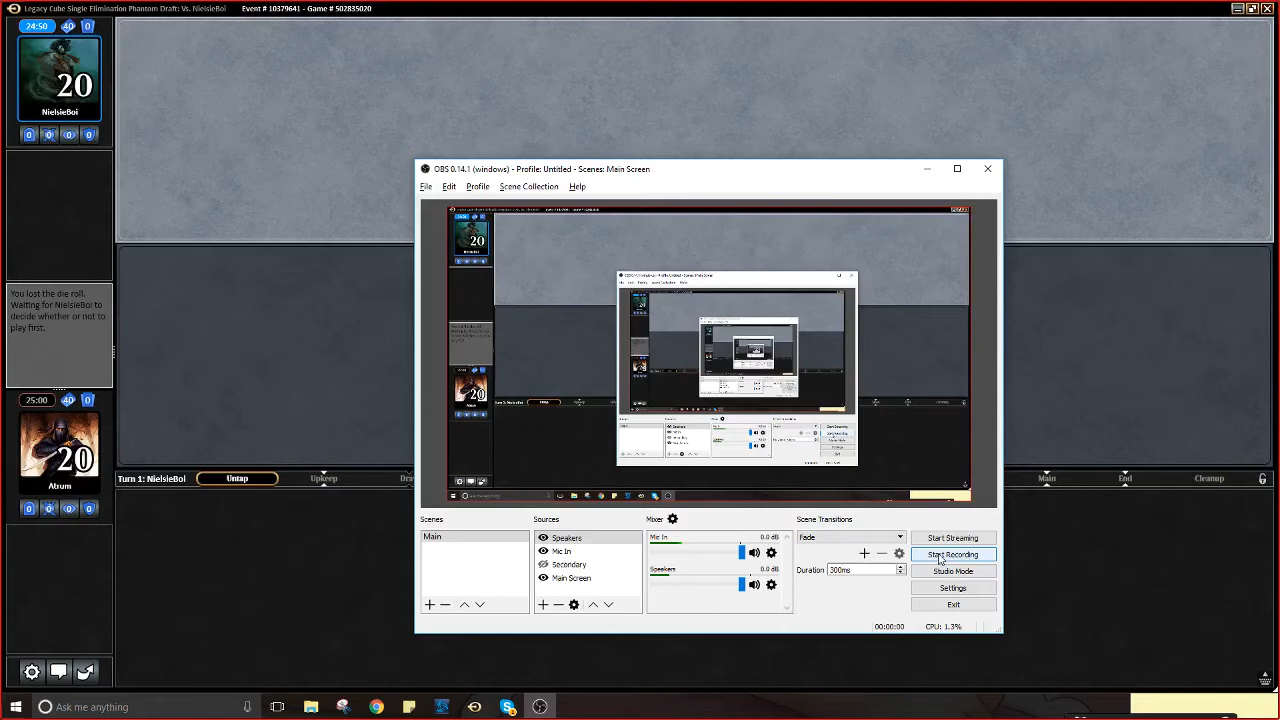 Legacy Cube Single Elimination Phantom Draft: Vs. NielsieBoi Event # 10379641 - Game # 502835020
24:50 40 0
20
NielsieBoi
0 0 0 0
You lost the die roll.
Waiting for NielsieBoi to
decide whether or not to
play first.
25:00 40 0
20
Atrum
0 0 0 0
Turn 1: NielsieBoi Untap Upkeep Main End Cleanup
OBS 0.14.1 (windows) - Profile: Untitled - Scenes: Main Screen
File Edit Profile Scene Collection Help
Scenes Sources Mixer Scene Transitions
Main
Speakers
Mic In
Secondary
Main Screen
Mic In 0.0 dB
Speakers 0.0 dB
Fade
Duration 300ms
Start Streaming
Start Recording
Studio Mode
Settings
Exit
00:00:00 CPU: 1.3%
Ask me anything